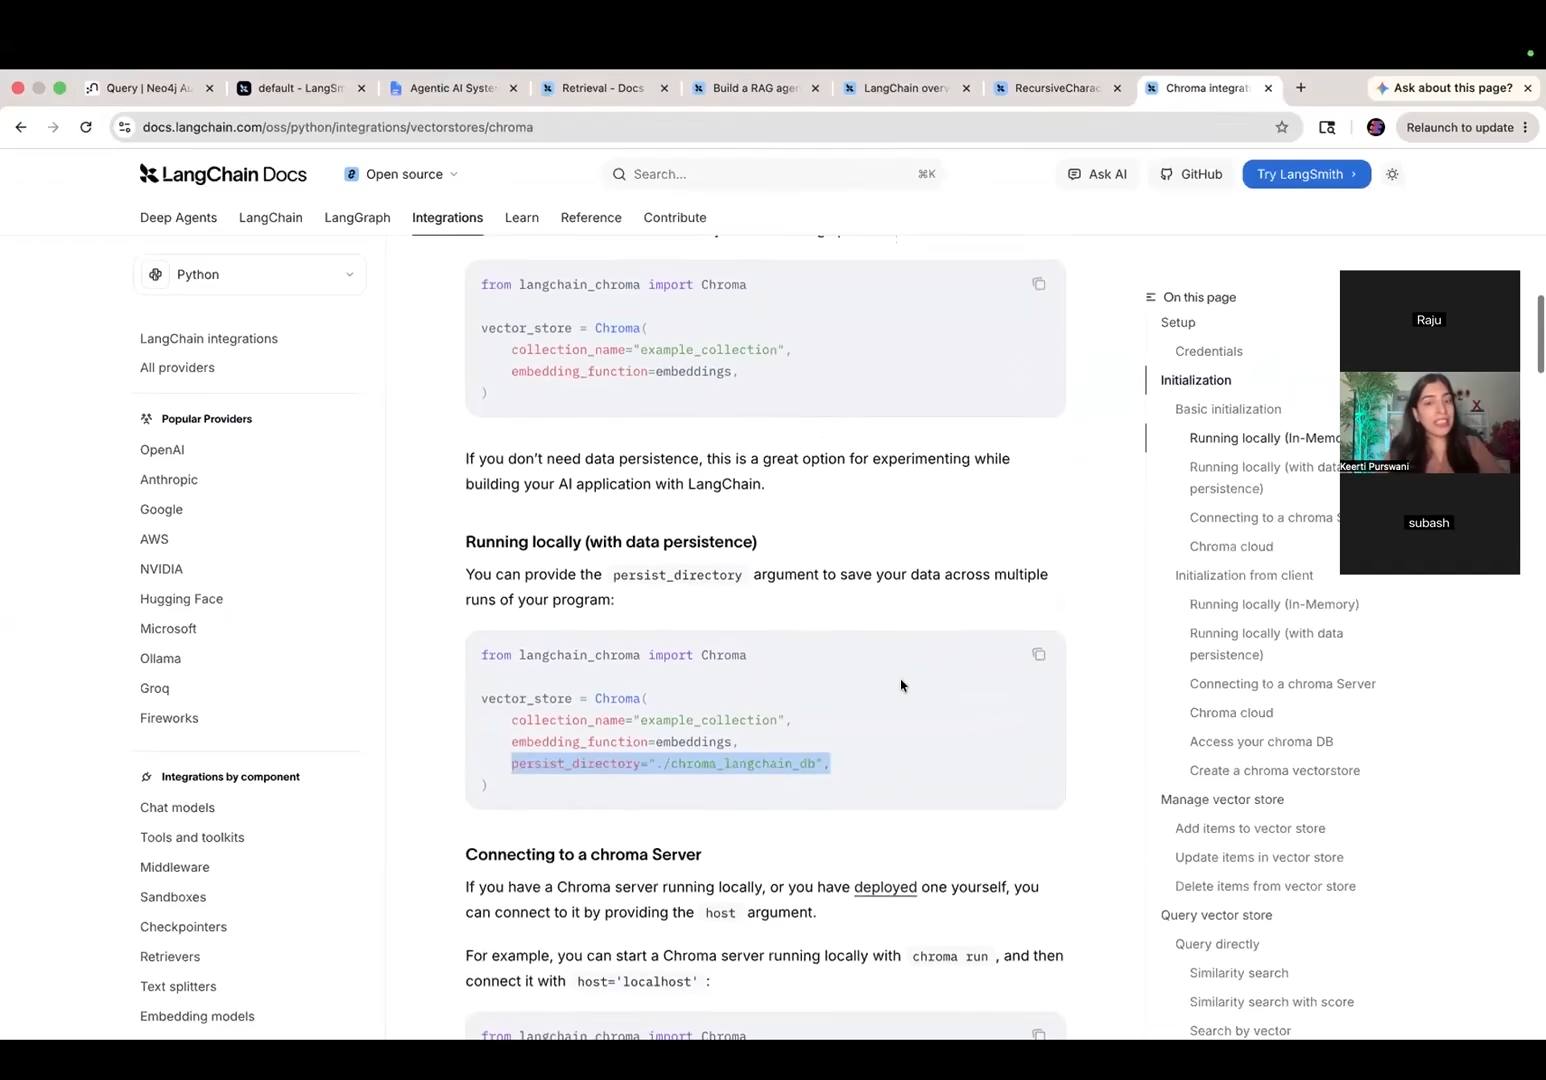 Query | Neo4j Au
default - LangSm
Agentic AI Syste
Retrieval - Docs
Build a RAG agen
LangChain overv
RecursiveCharac
Chroma integrat
Ask about this page?
docs.langchain.com/oss/python/integrations/vectorstores/chroma
Relaunch to update
LangChain Docs
Open source
Search...
⌘K
Ask AI
GitHub
Try LangSmith
Deep Agents
LangChain
LangGraph
Integrations
Learn
Reference
Contribute
Python
LangChain integrations
All providers
Popular Providers
OpenAI
Anthropic
Google
AWS
NVIDIA
Hugging Face
Microsoft
Ollama
Groq
Fireworks
Integrations by component
Chat models
Tools and toolkits
Middleware
Sandboxes
Checkpointers
Retrievers
Text splitters
Embedding models
from langchain_chroma import Chroma
vector_store = Chroma(
collection_name="example_collection",
embedding_function=embeddings,
)
If you don’t need data persistence, this is a great option for experimenting while
building your AI application with LangChain.
Running locally (with data persistence)
You can provide the persist_directory argument to save your data across multiple
runs of your program:
from langchain_chroma import Chroma
vector_store = Chroma(
collection_name="example_collection",
embedding_function=embeddings,
persist_directory="./chroma_langchain_db",
)
Connecting to a chroma Server
If you have a Chroma server running locally, or you have deployed one yourself, you
can connect to it by providing the host argument.
For example, you can start a Chroma server running locally with chroma run , and then
connect it with host='localhost' :
from langchain_chroma import Chroma
On this page
Setup
Credentials
Initialization
Basic initialization
Running locally (In-Memo
Running locally (with dat
persistence)
Connecting to a chroma S
Chroma cloud
Initialization from client
Running locally (In-Memory)
Running locally (with data
persistence)
Connecting to a chroma Server
Chroma cloud
Access your chroma DB
Create a chroma vectorstore
Manage vector store
Add items to vector store
Update items in vector store
Delete items from vector store
Query vector store
Query directly
Similarity search
Similarity search with score
Search by vector
Raju
Keerti Purswani
subash